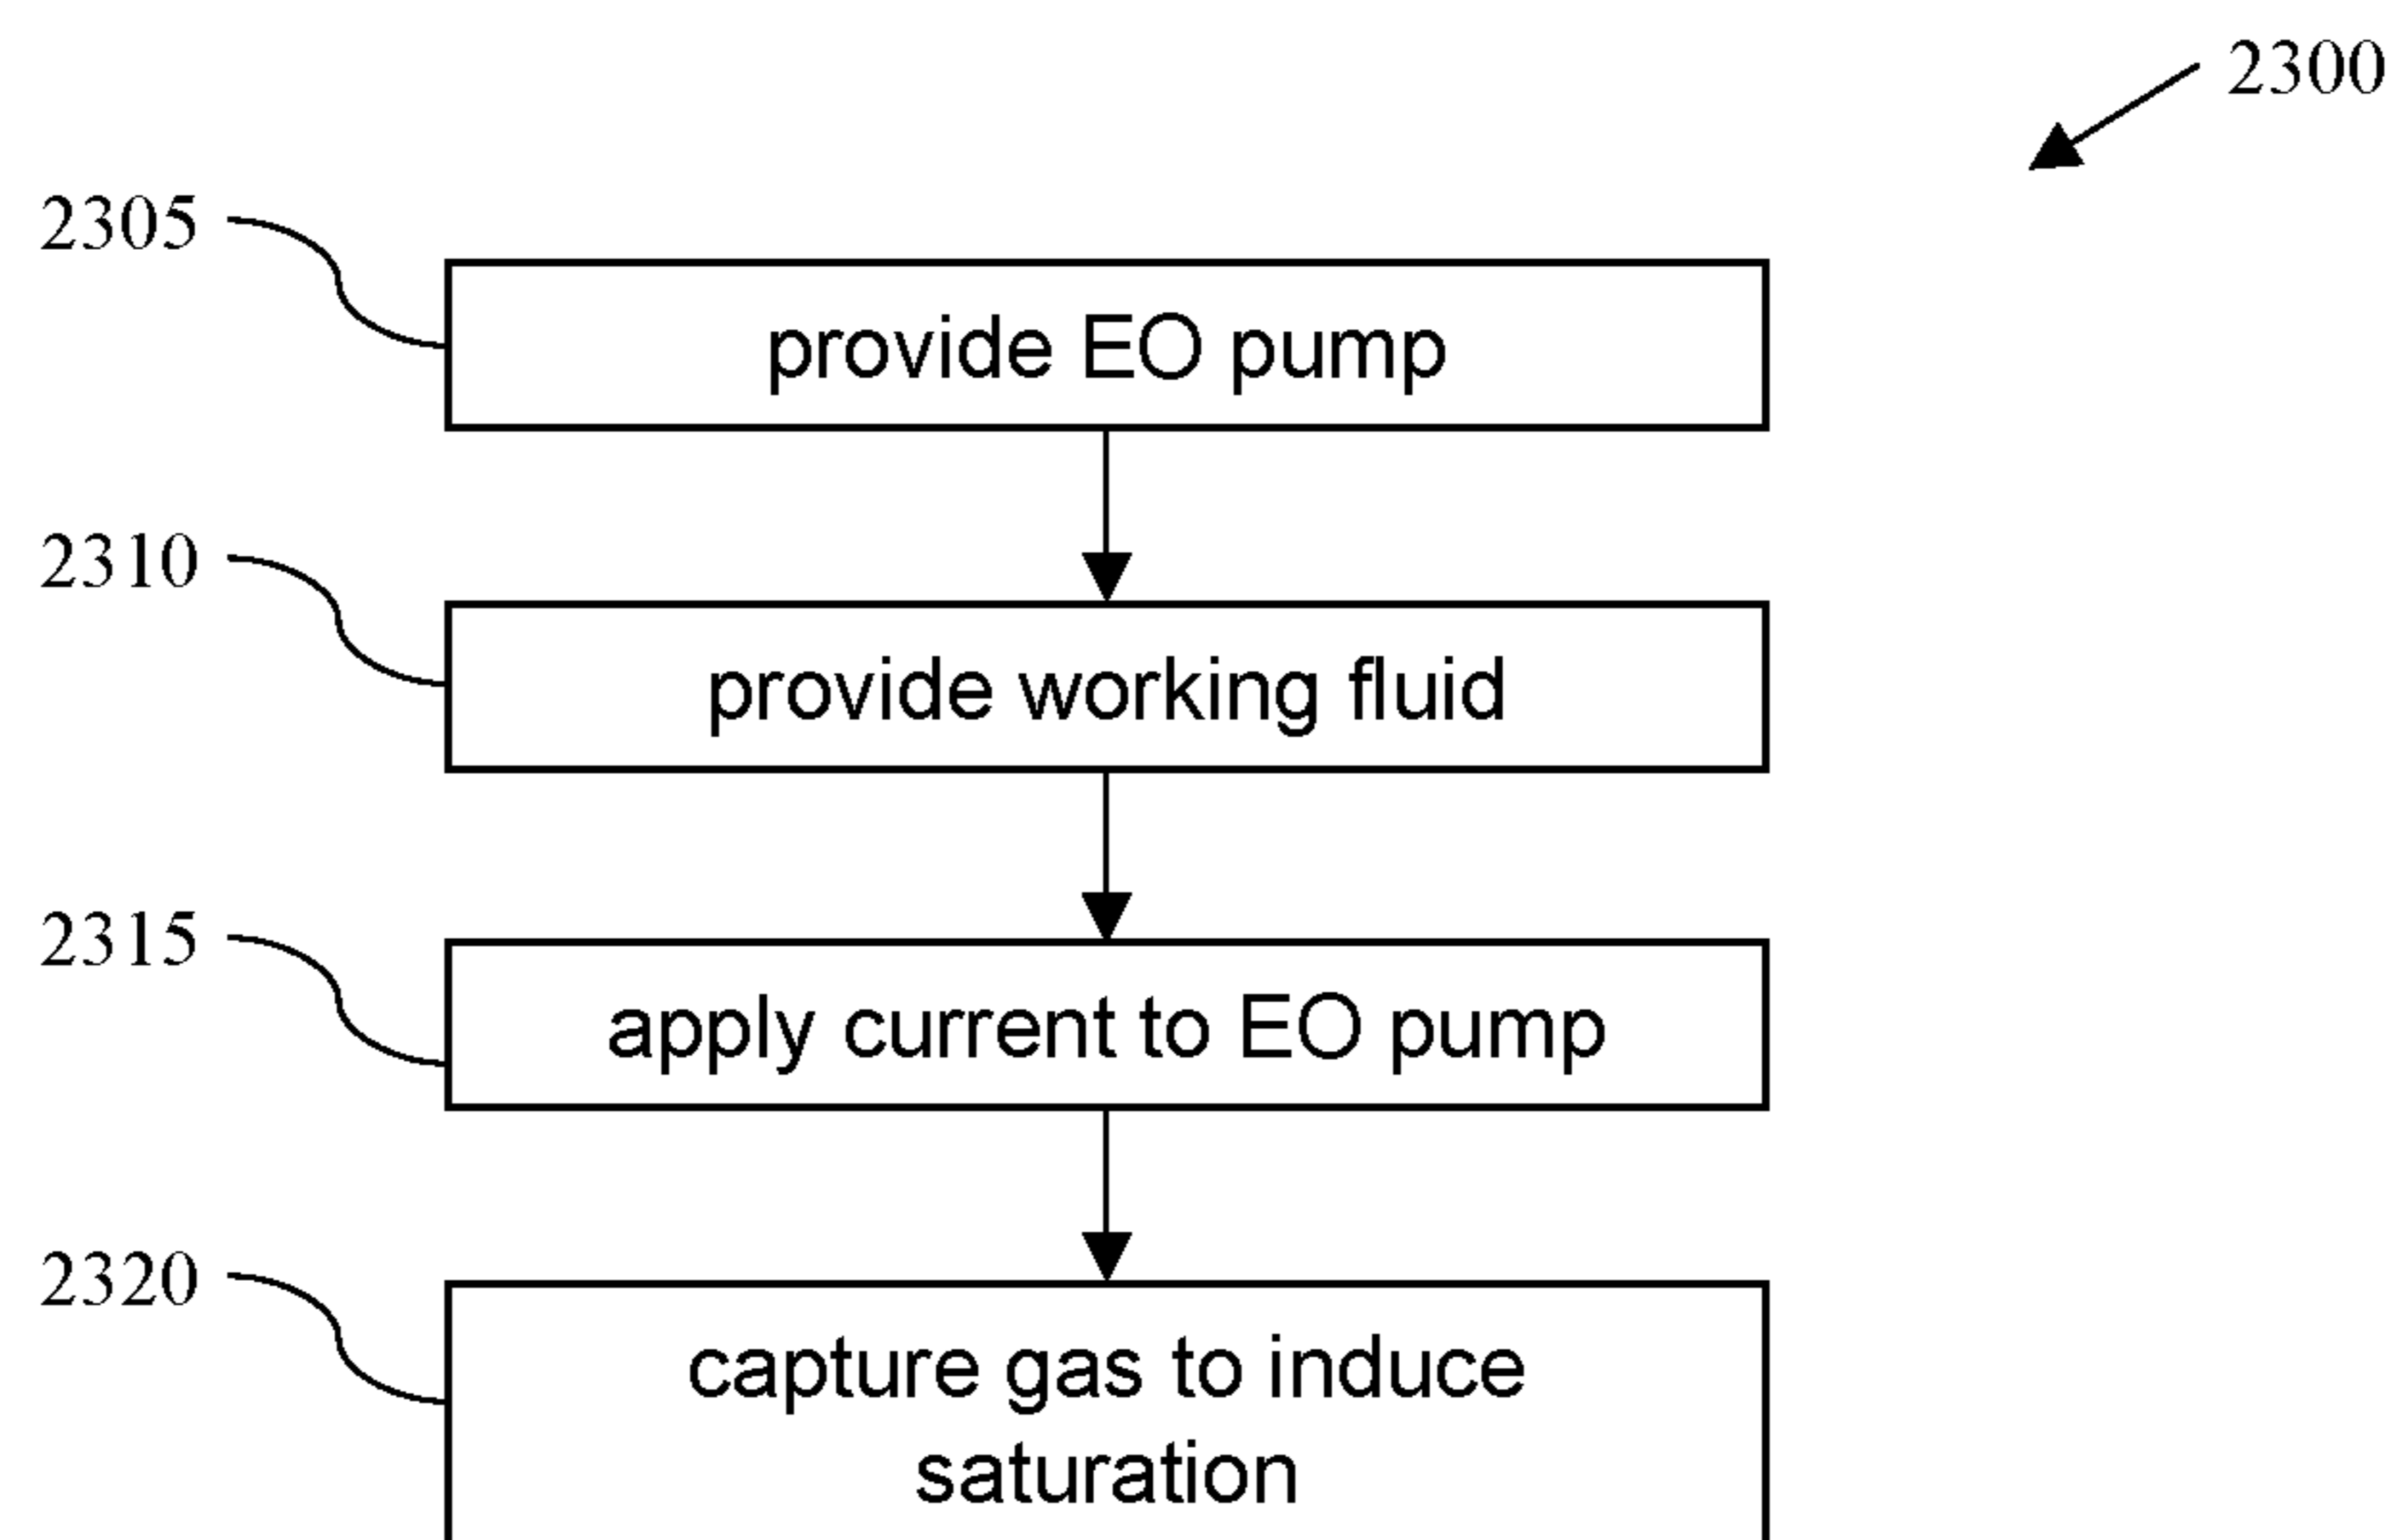 2300
2305
provide EO pump
2310
provide working fluid
2315
apply current to EO pump
2320
capture gas to induce
saturation